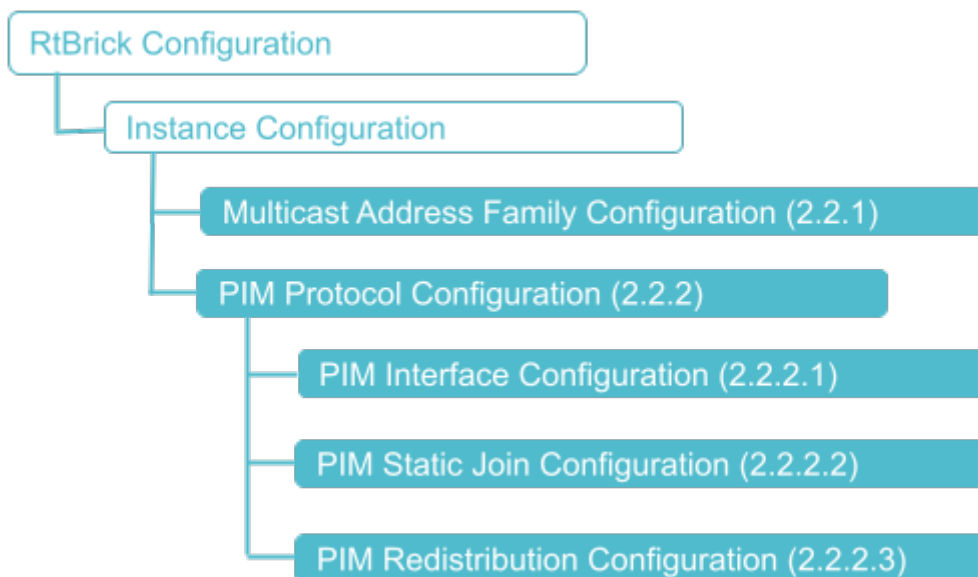 RtBrick Configuration
Instance Configuration
Multicast Address Family Configuration (2.2.1)
PIM Protocol Configuration (2.2.2)
PIM Interface Configuration (2.2.2.1)
PIM Static Join Configuration (2.2.2.2)
PIM Redistribution Configuration (2.2.2.3)